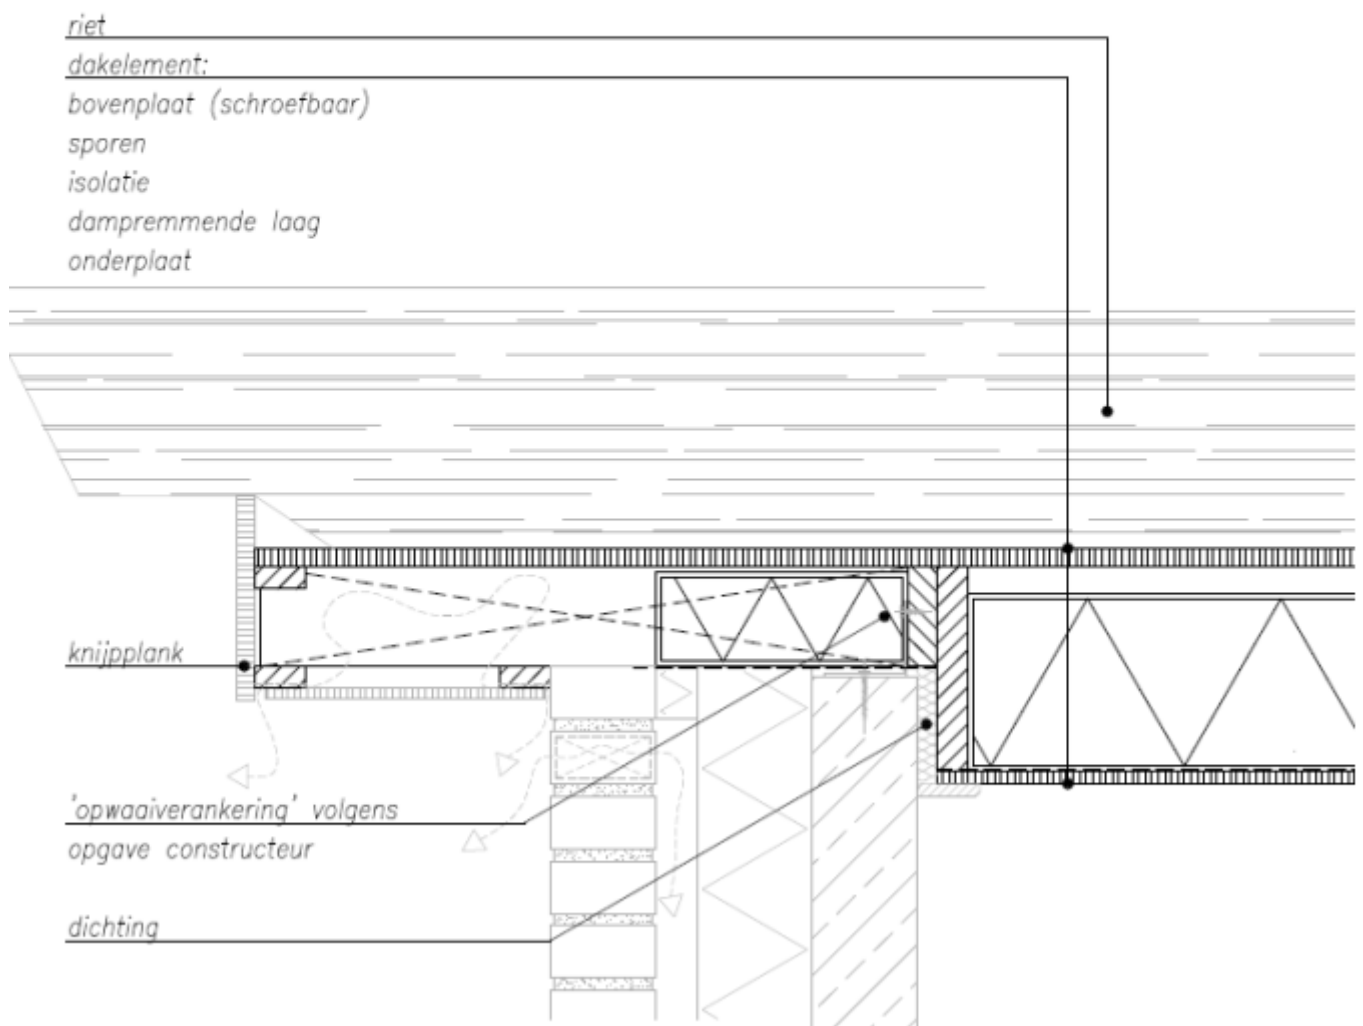 riet
dakelement:
bovenplaat (schroefbaar)
sporen
isolatie
dampremmende laag
onderplaat
knijpplank
'opwaaiverankering' volgens
opgave constructeur
dichting